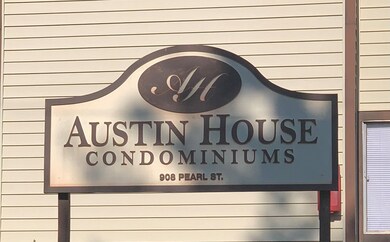 AH
AUSTIN HOUSE
CONDOMINIUMS
908 PEARL ST.